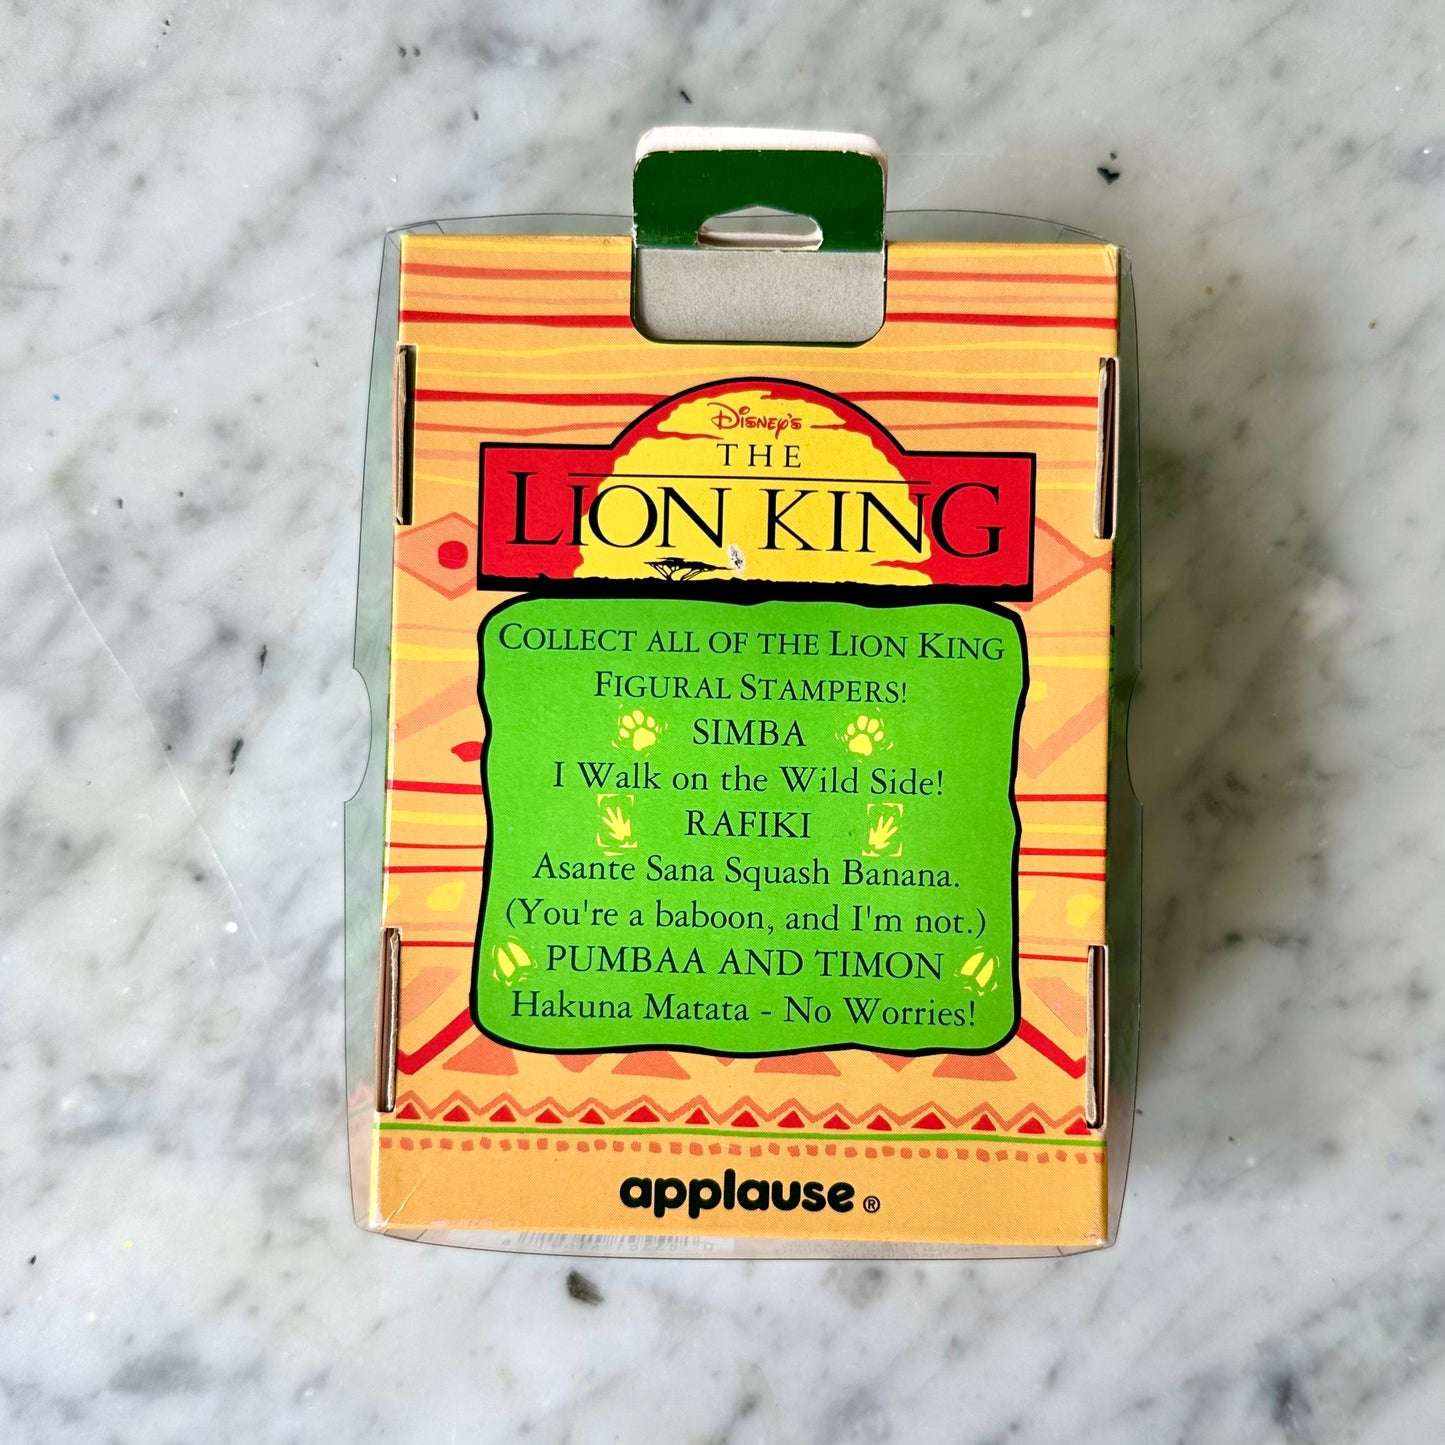 Disney's
THE
LION KING
COLLECT ALL OF THE LION KING
FIGURAL STAMPERS!
SIMBA
I Walk on the Wild Side!
RAFIKI
Asante Sana Squash Banana.
(You're a baboon, and I'm not.)
PUMBAA AND TIMON
Hakuna Matata - No Worries!
applause ®